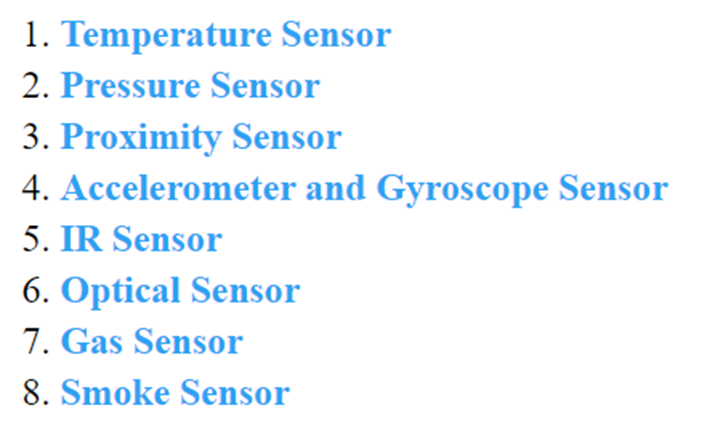 1. Temperature Sensor
2. Pressure Sensor
3. Proximity Sensor
4. Accelerometer and Gyroscope Sensor
5. IR Sensor
6. Optical Sensor
7. Gas Sensor
8. Smoke Sensor